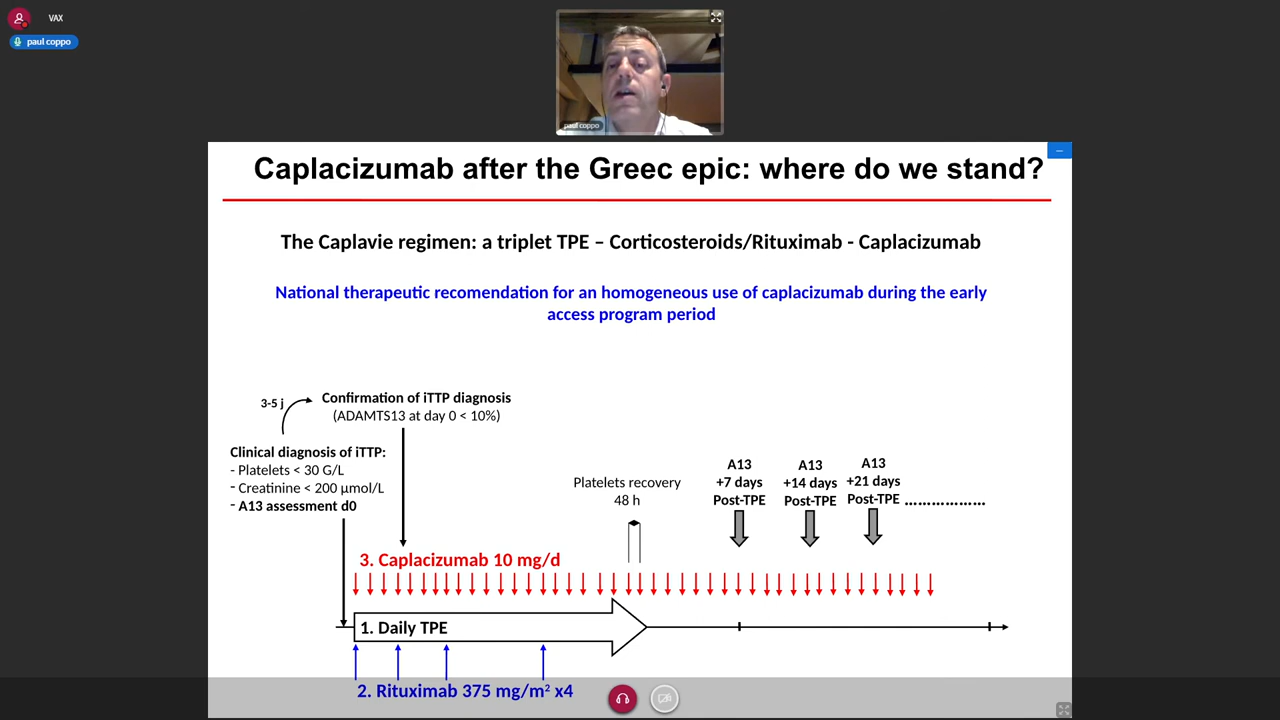 VAX
paul coppo
paul coppo
Caplacizumab after the Greec epic: where do we stand?
The Caplavie regimen: a triplet TPE – Corticosteroids/Rituximab - Caplacizumab
National therapeutic recomendation for an homogeneous use of caplacizumab during the early
access program period
3-5 j
Confirmation of iTTP diagnosis
(ADAMTS13 at day 0 < 10%)
Clinical diagnosis of iTTP:
- Platelets < 30 G/L
- Creatinine < 200 µmol/L
- A13 assessment d0
Platelets recovery
48 h
A13
+7 days
Post-TPE
A13
+14 days
Post-TPE
A13
+21 days
Post-TPE ..................
3. Caplacizumab 10 mg/d
1. Daily TPE
2. Rituximab 375 mg/m² x4